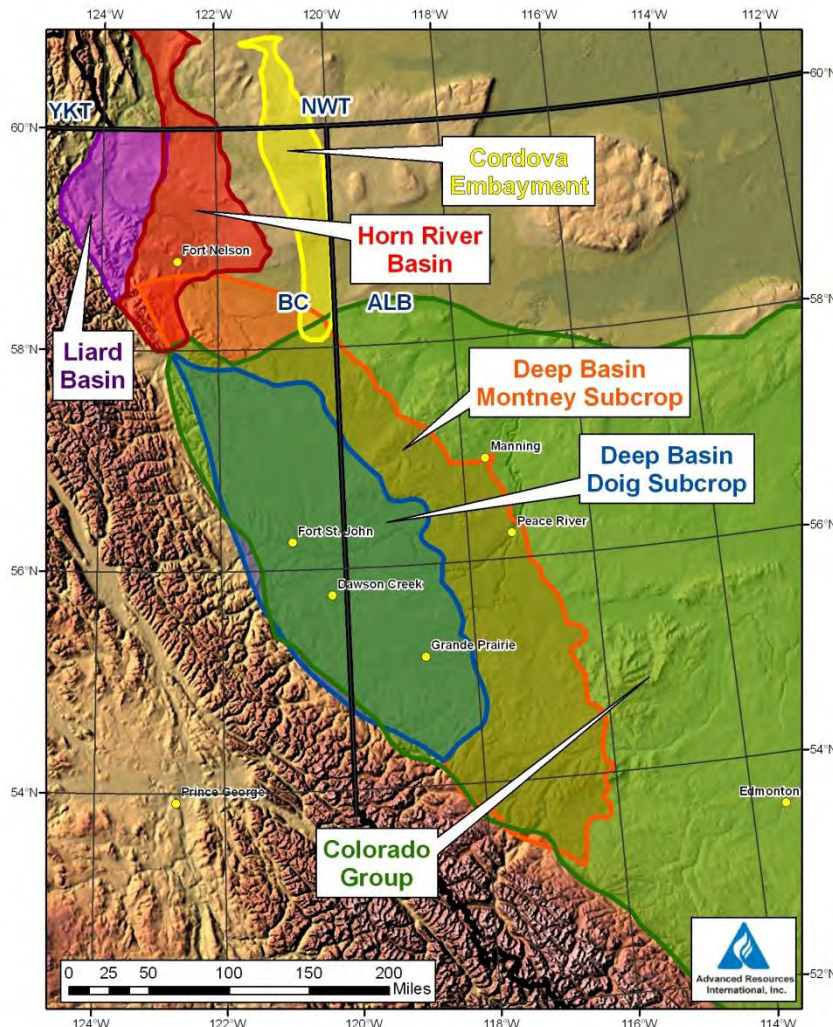 124°W
122°W
120°W
118°W
116°W
114°W
112°W
60°N
60°N
YKT
NWT
Cordova
Embayment
Horn River
Basin
Fort Nelson
BC
ALB
58°N
58°N
Liard
Basin
Deep Basin
Montney Subcrop
Manning
Deep Basin
Doig Subcrop
Peace River
Fort St. John
56°N
56°N
Dawson Creek
Grande Prairie
54°N
54°N
Prince George
Edmonton
Colorado
Group
52°N
0 25 50 100 150 200
Miles
Advanced Resources
International, Inc.
124°W
122°W
120°W
118°W
116°W
114°W